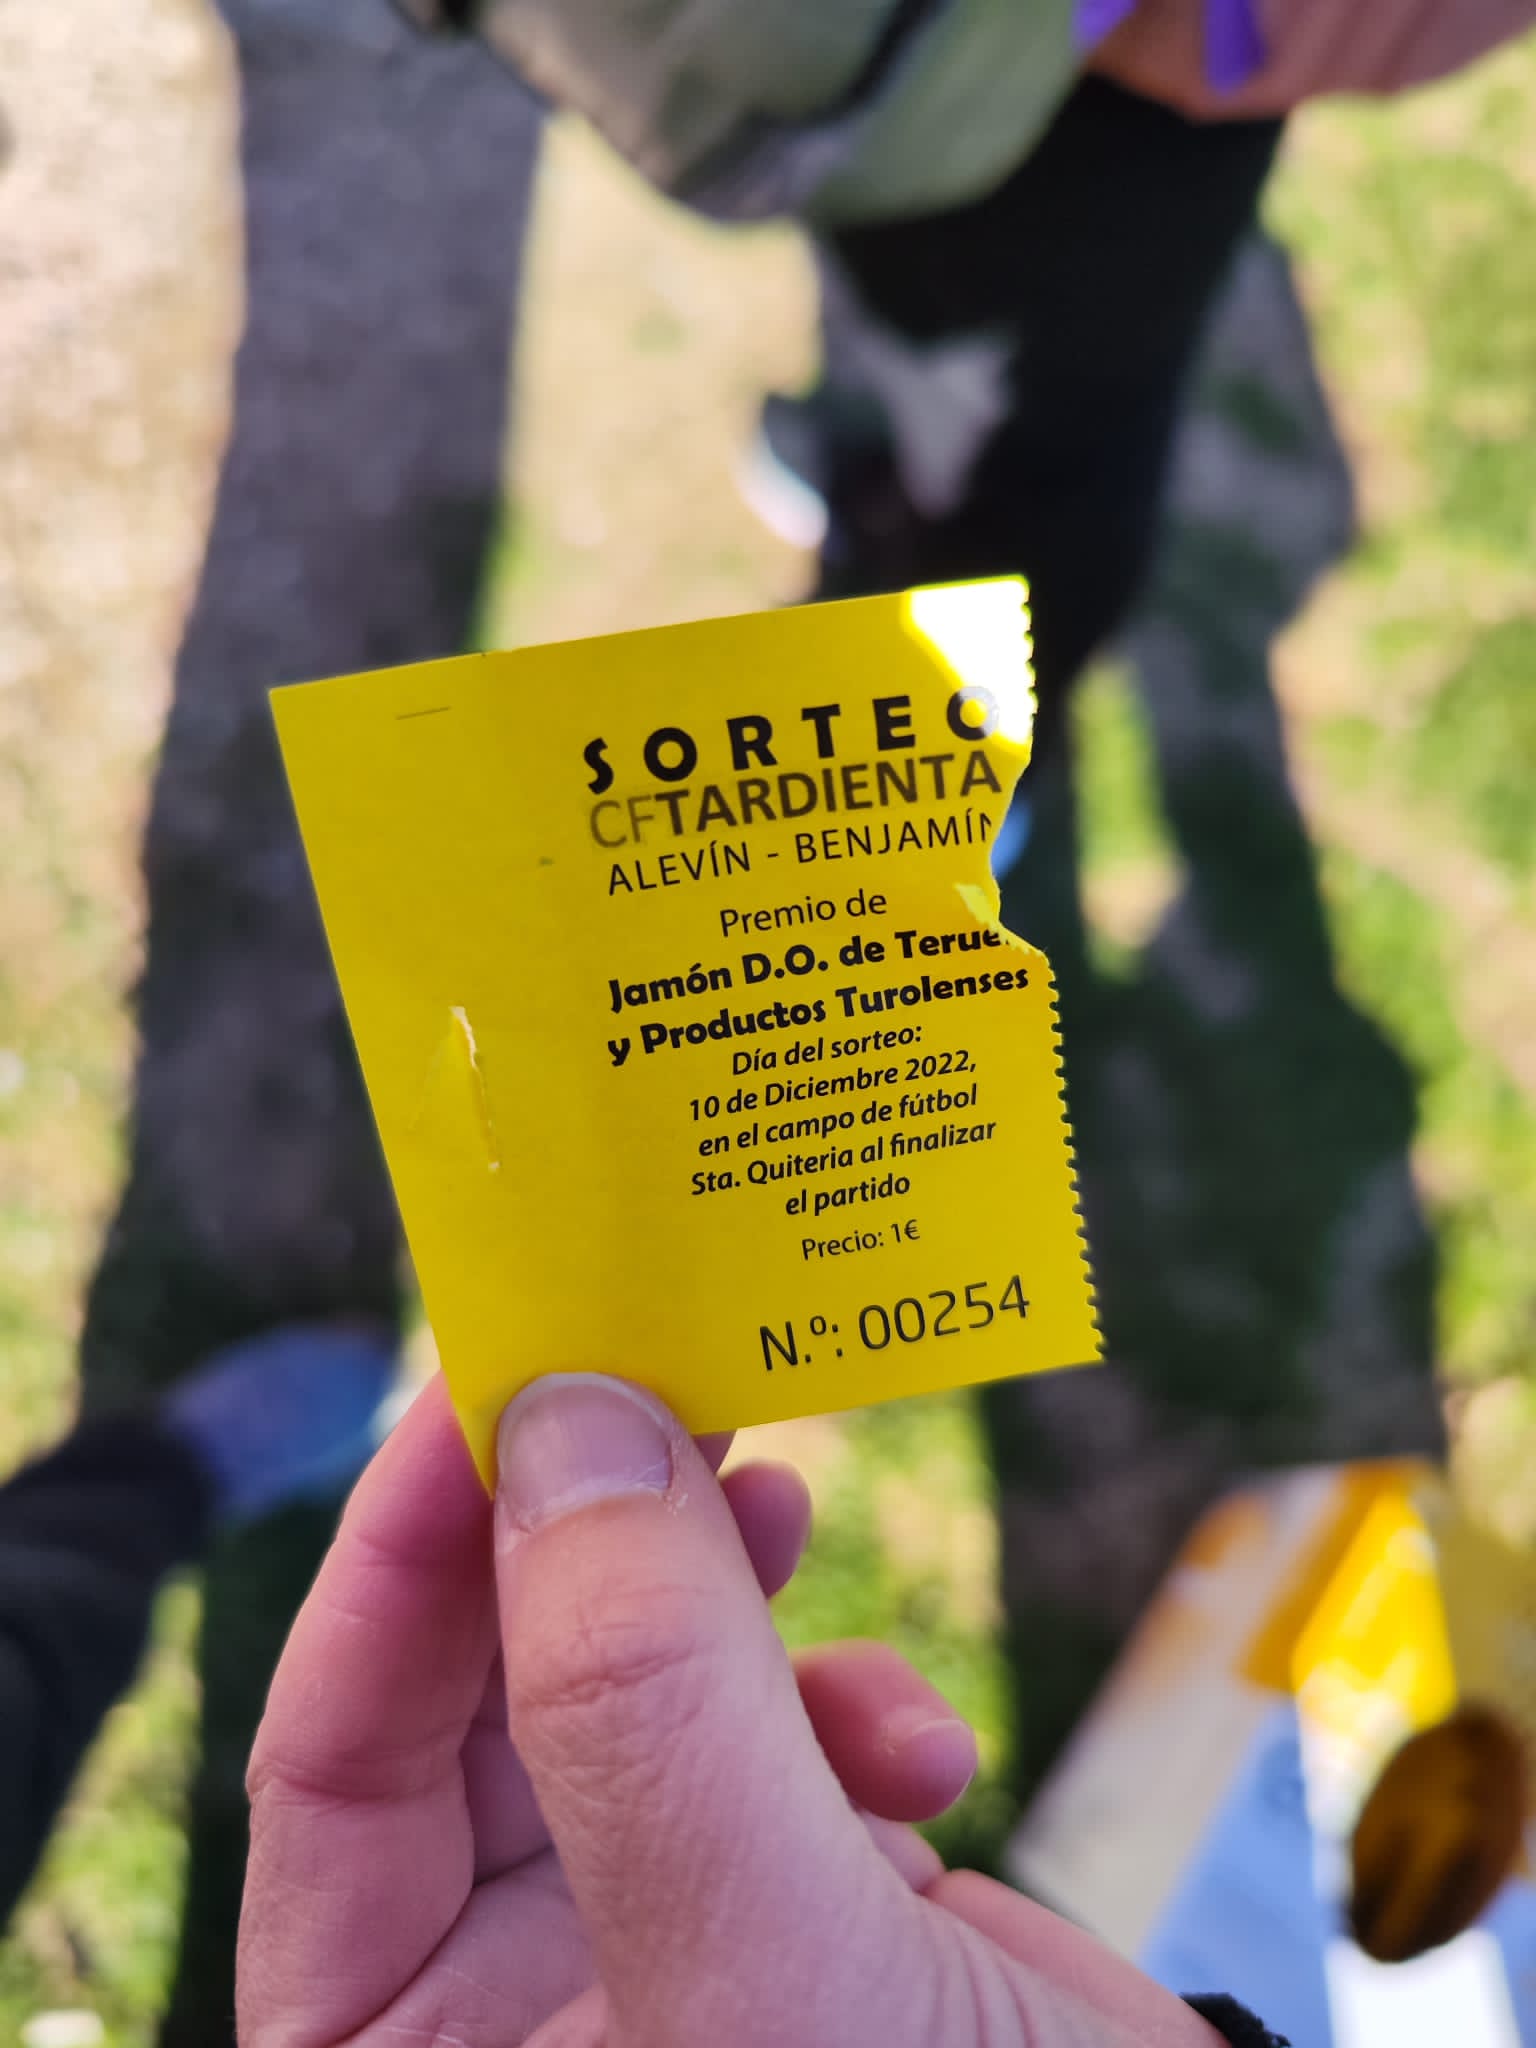 SORTEO
CFTARDIENTA
ALEVÍN - BENJAMÍN
Premio de
Jamón D.O. de Teruel
y Productos Turolenses
Día del sorteo:
10 de Diciembre 2022,
en el campo de fútbol
Sta. Quiteria al finalizar
el partido
Precio: 1€
N.º: 00254